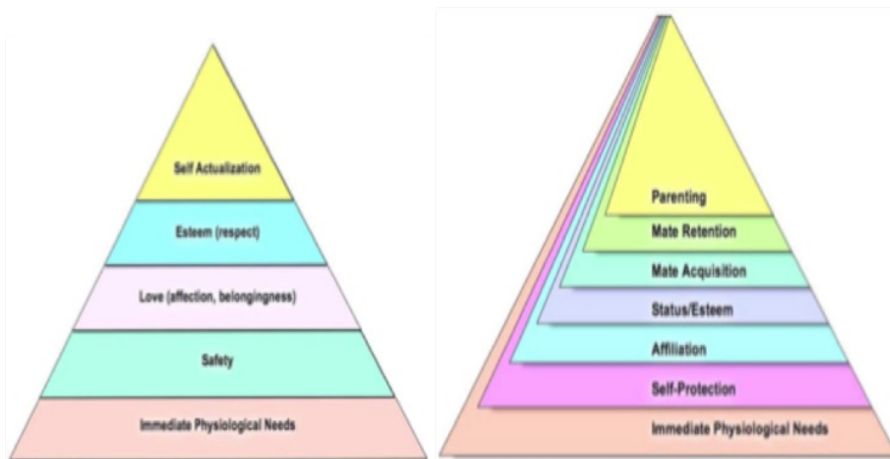 Self Actualization
Esteem (respect)
Love (affection, belongingness)
Safety
Immediate Physiological Needs
Parenting
Mate Retention
Mate Acquisition
Status/Esteem
Affiliation
Self-Protection
Immediate Physiological Needs